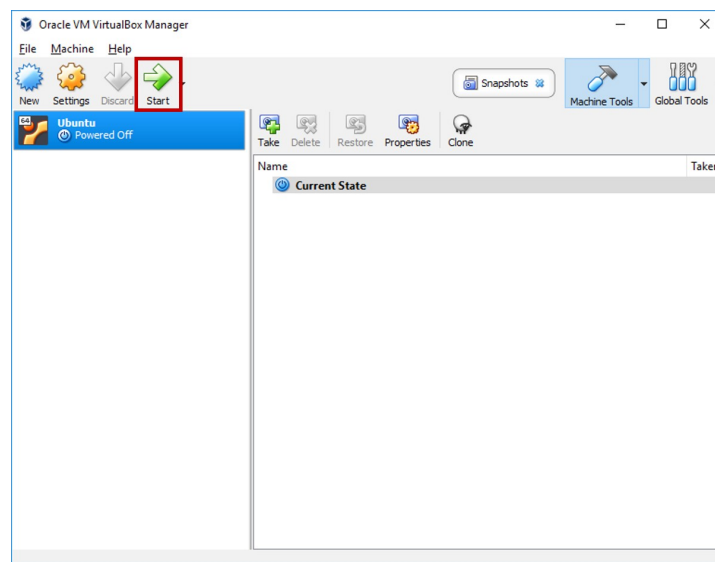 Oracle VM VirtualBox Manager
File Machine Help
New Settings Discard Start
Snapshots
Machine Tools Global Tools
64
Ubuntu
Powered Off
Take Delete Restore Properties Clone
Name Taken
Current State